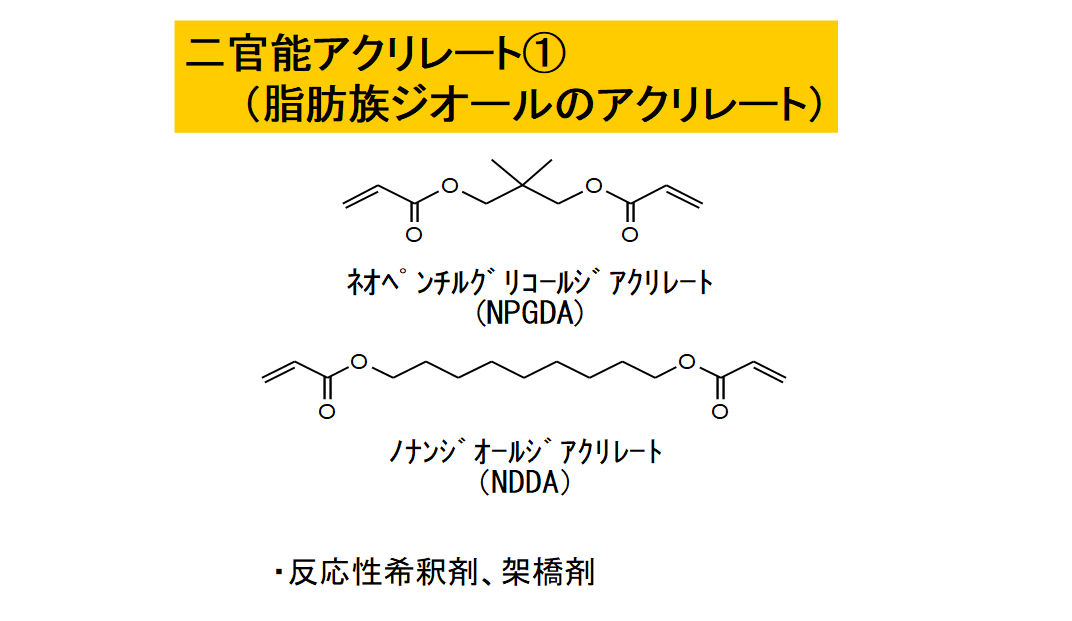 二官能アクリレート①
（脂肪族ジオールのアクリレート）
O O
O O
ﾈｵﾍﾟﾝﾁﾙｸﾞﾘｺｰﾙｼﾞｱｸﾘﾚｰﾄ
(NPGDA)
O O
O O
ﾉﾅﾝｼﾞｵｰﾙｼﾞｱｸﾘﾚｰﾄ
(NDDA)
・反応性希釈剤、架橋剤